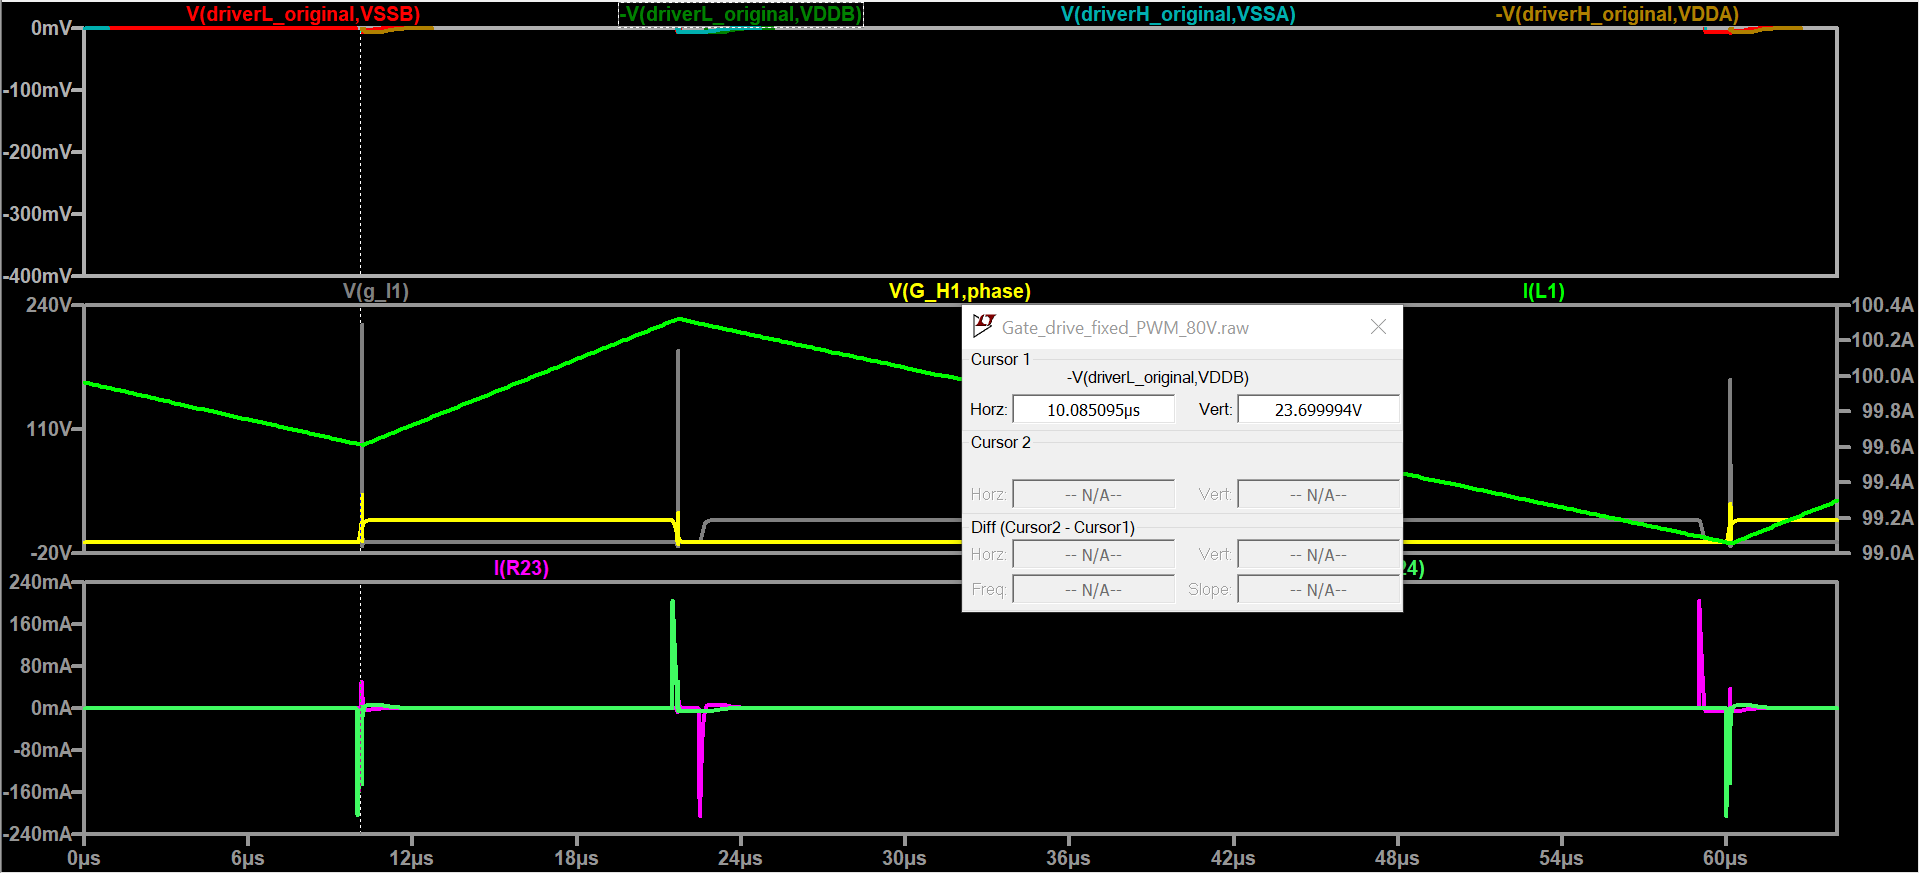 V(driverL_original,VSSB) -V(driverL_original,VDDB) V(driverH_original,VSSA) -V(driverH_original,VDDA)
0mV
-100mV
-200mV
-300mV
-400mV
V(g_l1) V(G_H1,phase) I(L1)
240V 100.4A
100.2A
100.0A
110V 99.8A
99.6A
99.4A
99.2A
-20V 99.0A
Gate_drive_fixed_PWM_80V.raw
Cursor 1
-V(driverL_original,VDDB)
Horz: 10.085095µs Vert: 23.699994V
Cursor 2
Horz: -- N/A-- Vert: -- N/A--
Diff (Cursor2 - Cursor1)
Horz: -- N/A-- Vert: -- N/A--
Freq: -- N/A-- Slope: -- N/A--
I(R23) 24)
240mA
160mA
80mA
0mA
-80mA
-160mA
-240mA
0µs 6µs 12µs 18µs 24µs 30µs 36µs 42µs 48µs 54µs 60µs